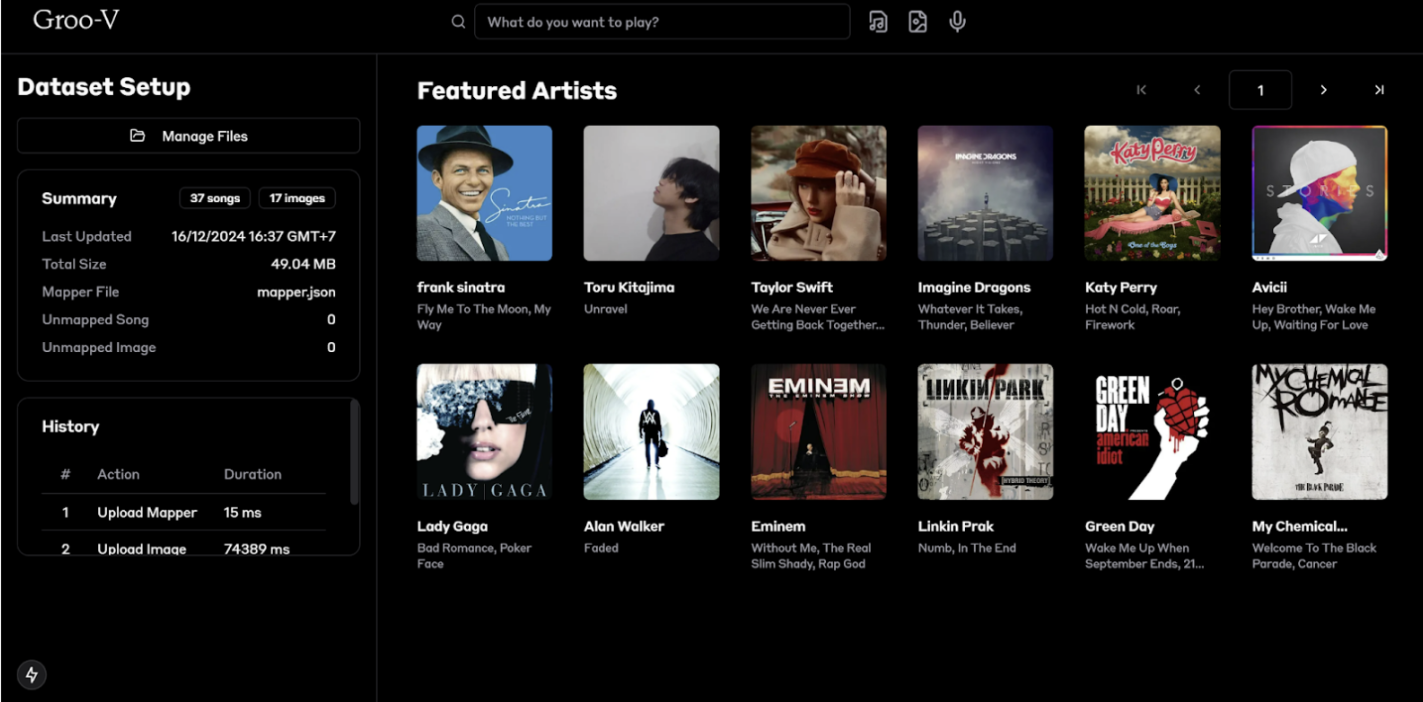 Groo-V
What do you want to play?
Dataset Setup
Manage Files
Summary
37 songs
17 images
Last Updated 16/12/2024 16:37 GMT+7
Total Size 49.04 MB
Mapper File mapper.json
Unmapped Song 0
Unmapped Image 0
History
# Action Duration
1 Upload Mapper 15 ms
2 Upload Image 74389 ms
Featured Artists
1
Sinatra
NOTHING BUT
THE BEST
frank sinatra
Fly Me To The Moon, My
Way
Toru Kitajima
Unravel
Taylor Swift
We Are Never Ever
Getting Back Together...
IMAGINE DRAGONS
Imagine Dragons
Whatever It Takes,
Thunder, Believer
Katy Perry
One of the Boys
Katy Perry
Hot N Cold, Roar,
Firework
STORIES
Avicii
Hey Brother, Wake Me
Up, Waiting For Love
LADY GAGA
Lady Gaga
Bad Romance, Poker
Face
Alan Walker
Faded
EMINEM
THE EMINEM SHOW
Eminem
Without Me, The Real
Slim Shady, Rap God
LINKIN PARK
HYBRID THEORY
Linkin Prak
Numb, In The End
GREEN
DAY
american
idiot
Green Day
Wake Me Up When
September Ends, 21...
MY CHEMICAL
ROMANCE
THE BLACK PARADE
My Chemical...
Welcome To The Black
Parade, Cancer